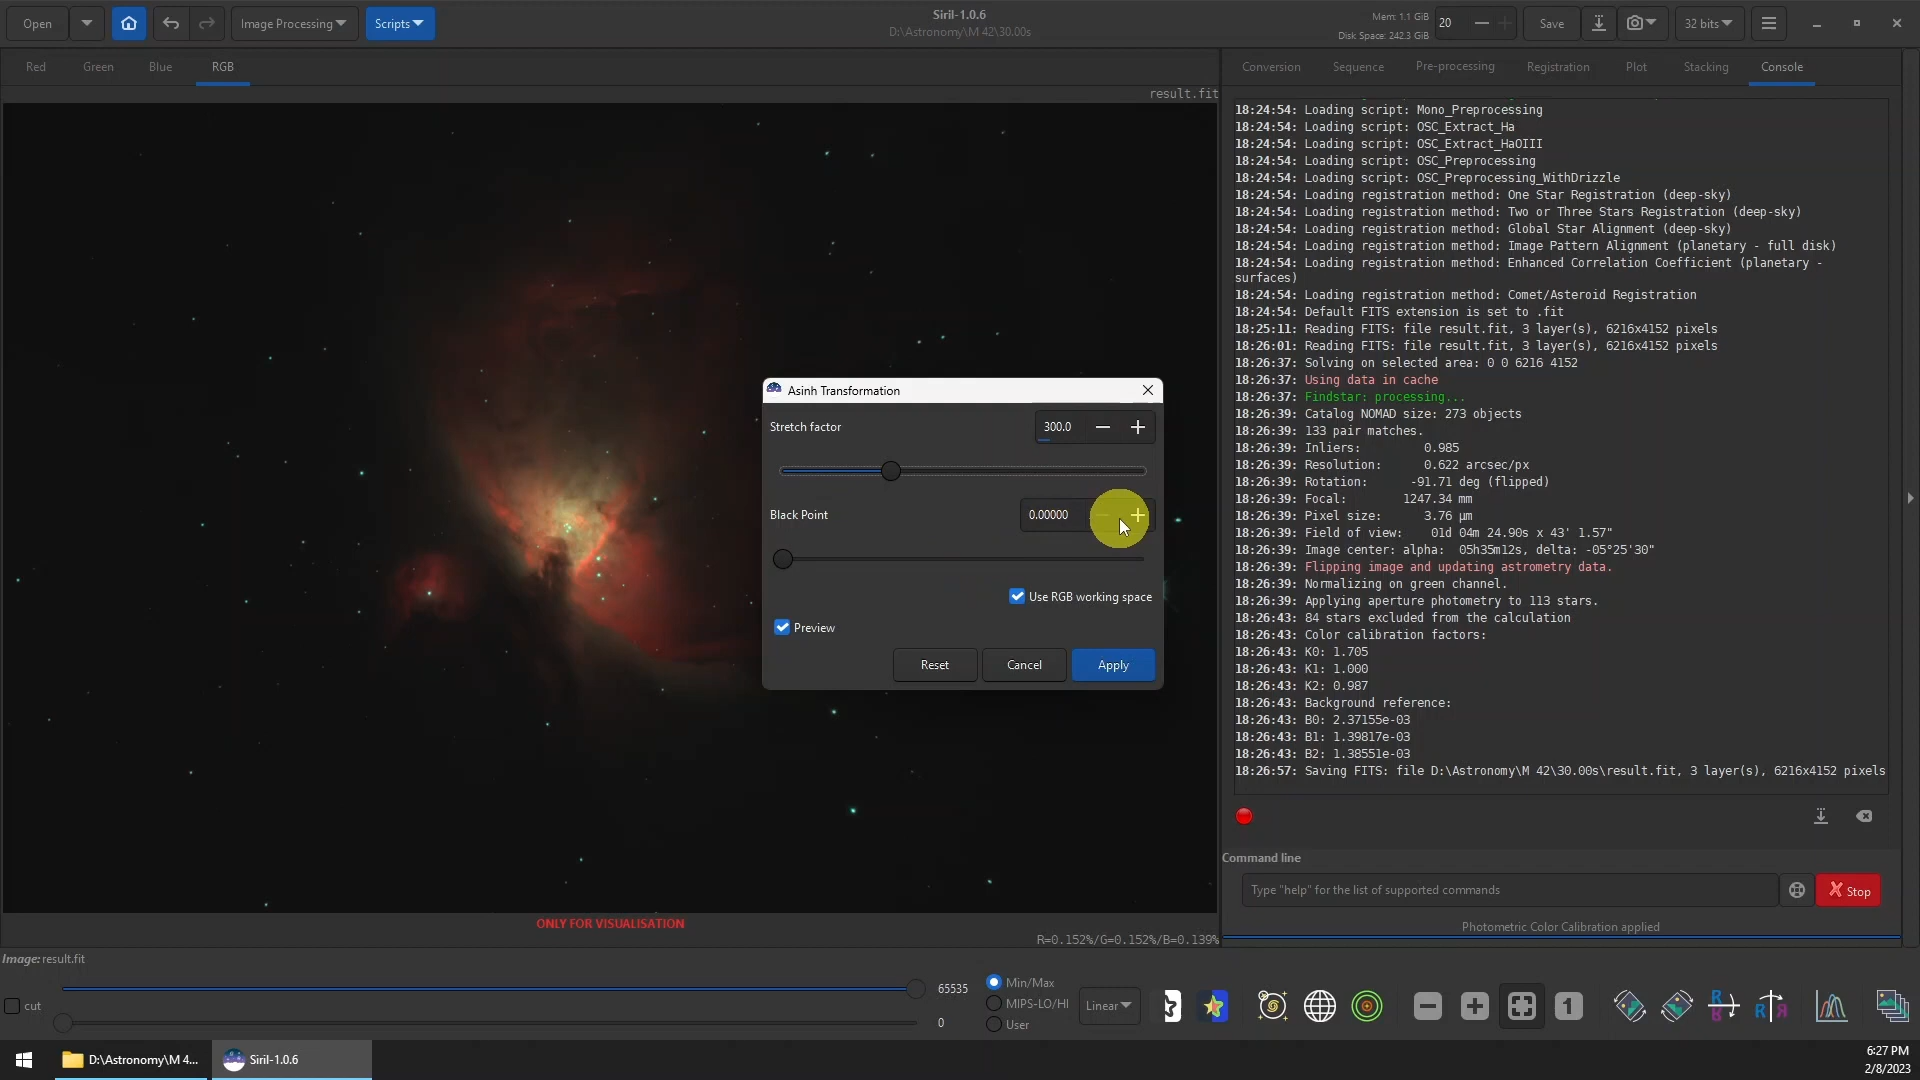 Open
Image Processing
Scripts
Siril-1.0.6
D:\Astronomy\M 42\30.00s
Mem: 1.1 GiB
Disk Space: 242.3 GiB
20
Save
32 bits
Red
Green
Blue
RGB
result.fit
Conversion
Sequence
Pre-processing
Registration
Plot
Stacking
Console
18:24:54: Loading script: Mono_Preprocessing
18:24:54: Loading script: OSC_Extract_Ha
18:24:54: Loading script: OSC_Extract_HaOIII
18:24:54: Loading script: OSC_Preprocessing
18:24:54: Loading script: OSC_Preprocessing_WithDrizzle
18:24:54: Loading registration method: One Star Registration (deep-sky)
18:24:54: Loading registration method: Two or Three Stars Registration (deep-sky)
18:24:54: Loading registration method: Global Star Alignment (deep-sky)
18:24:54: Loading registration method: Image Pattern Alignment (planetary - full disk)
18:24:54: Loading registration method: Enhanced Correlation Coefficient (planetary -
surfaces)
18:24:54: Loading registration method: Comet/Asteroid Registration
18:24:54: Default FITS extension is set to .fit
18:25:11: Reading FITS: file result.fit, 3 layer(s), 6216x4152 pixels
18:26:01: Reading FITS: file result.fit, 3 layer(s), 6216x4152 pixels
18:26:37: Solving on selected area: 0 0 6216 4152
18:26:37: Using data in cache
18:26:37: Findstar: processing...
18:26:39: Catalog NOMAD size: 273 objects
18:26:39: 133 pair matches.
18:26:39: Inliers: 0.985
18:26:39: Resolution: 0.622 arcsec/px
18:26:39: Rotation: -91.71 deg (flipped)
18:26:39: Focal: 1247.34 mm
18:26:39: Pixel size: 3.76 µm
18:26:39: Field of view: 01d 04m 24.90s x 43' 1.57"
18:26:39: Image center: alpha: 05h35m12s, delta: -05°25'30"
18:26:39: Flipping image and updating astrometry data.
18:26:39: Normalizing on green channel.
18:26:39: Applying aperture photometry to 113 stars.
18:26:43: 84 stars excluded from the calculation
18:26:43: Color calibration factors:
18:26:43: K0: 1.705
18:26:43: K1: 1.000
18:26:43: K2: 0.987
18:26:43: Background reference:
18:26:43: B0: 2.37155e-03
18:26:43: B1: 1.39817e-03
18:26:43: B2: 1.38551e-03
18:26:57: Saving FITS: file D:\Astronomy\M 42\30.00s\result.fit, 3 layer(s), 6216x4152 pixels
Asinh Transformation
Stretch factor
300.0
Black Point
0.00000
Use RGB working space
Preview
Reset
Cancel
Apply
Command line
Type "help" for the list of supported commands
Stop
Photometric Color Calibration applied
ONLY FOR VISUALISATION
R=0.152%/G=0.152%/B=0.139%
Image: result.fit
cut
65535
0
Min/Max
MIPS-LO/HI
User
Linear
1
R
R
R
R
D:\Astronomy\M 4...
Siril-1.0.6
6:27 PM
2/8/2023